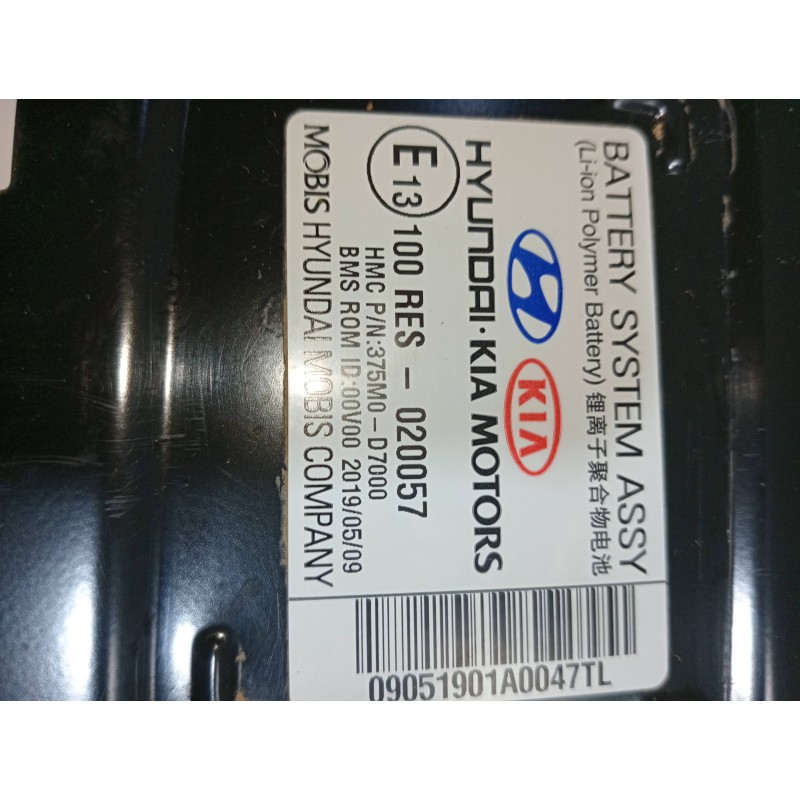 BATTERY SYSTEM ASSY
(Li-ion Polymer Battery) 锂离子聚合物电池
KIA
HYUNDAI · KIA MOTORS
E13 100 RES - 020057
HMC P/N:375M0-D7000
BMS ROM ID:00V00 2019/05/09
MOBIS HYUNDAI MOBIS COMPANY
09051901A0047TL